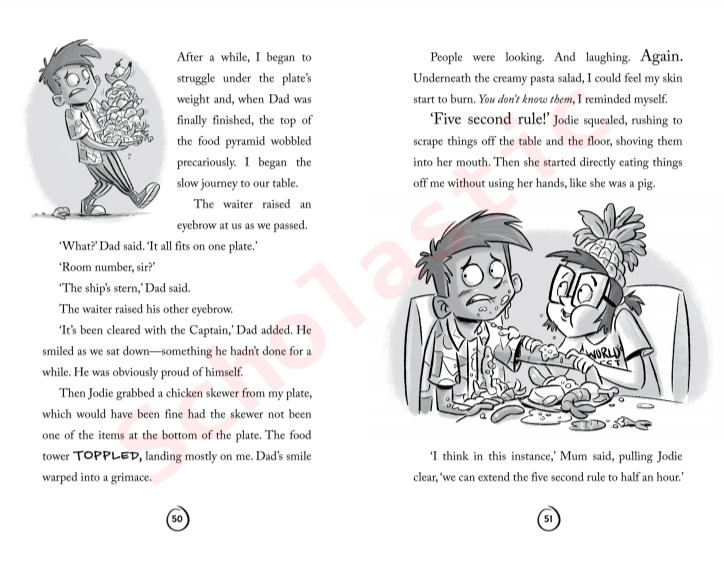 After a while, I began to
struggle under the plate's
weight and, when Dad was
finally finished, the top of
the food pyramid wobbled
precariously. I began the
slow journey to our table.
The waiter raised an
eyebrow at us as we passed.
‘What?’ Dad said. ‘It all fits on one plate.’
‘Room number, sir?’
‘The ship's stern,’ Dad said.
The waiter raised his other eyebrow.
‘It's been cleared with the Captain,’ Dad added. He
smiled as we sat down—something he hadn't done for a
while. He was obviously proud of himself.
Then Jodie grabbed a chicken skewer from my plate,
which would have been fine had the skewer not been
one of the items at the bottom of the plate. The food
tower TOPPLED, landing mostly on me. Dad's smile
warped into a grimace.
50
People were looking. And laughing. Again.
Underneath the creamy pasta salad, I could feel my skin
start to burn. You don't know them, I reminded myself.
‘Five second rule!’ Jodie squealed, rushing to
scrape things off the table and the floor, shoving them
into her mouth. Then she started directly eating things
off me without using her hands, like she was a pig.
WORLD'S
‘I think in this instance,’ Mum said, pulling Jodie
clear, ‘we can extend the five second rule to half an hour.’
51
Scholastic